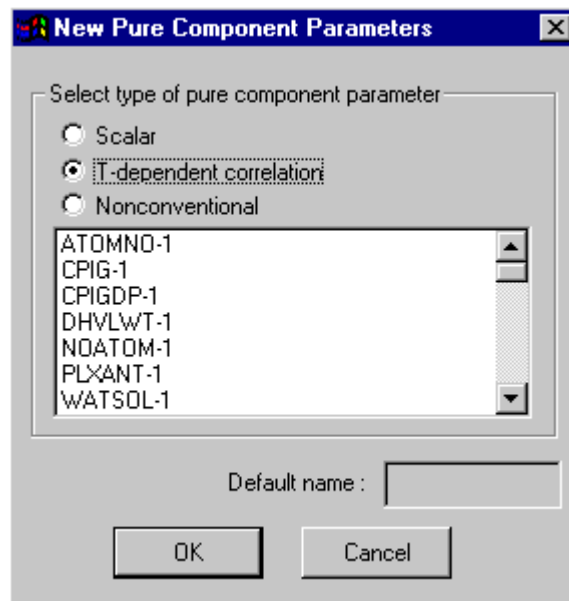 New Pure Component Parameters
Select type of pure component parameter
Scalar
T-dependent correlation
Nonconventional
ATOMNO-1
CPIG-1
CPIGDP-1
DHVLWT-1
NOATOM-1
PLXANT-1
WATSOL-1
Default name :
OK Cancel